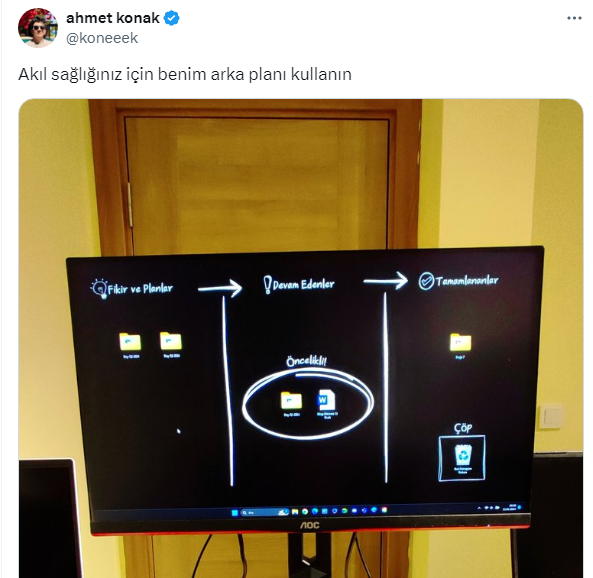 ahmet konak
@koneeek
Akıl sağlığınız için benim arka planı kullanın
Fikir ve Planlar
Devam Edenler
Tamamlananlar
Öncelikli!
Çöp
AOC